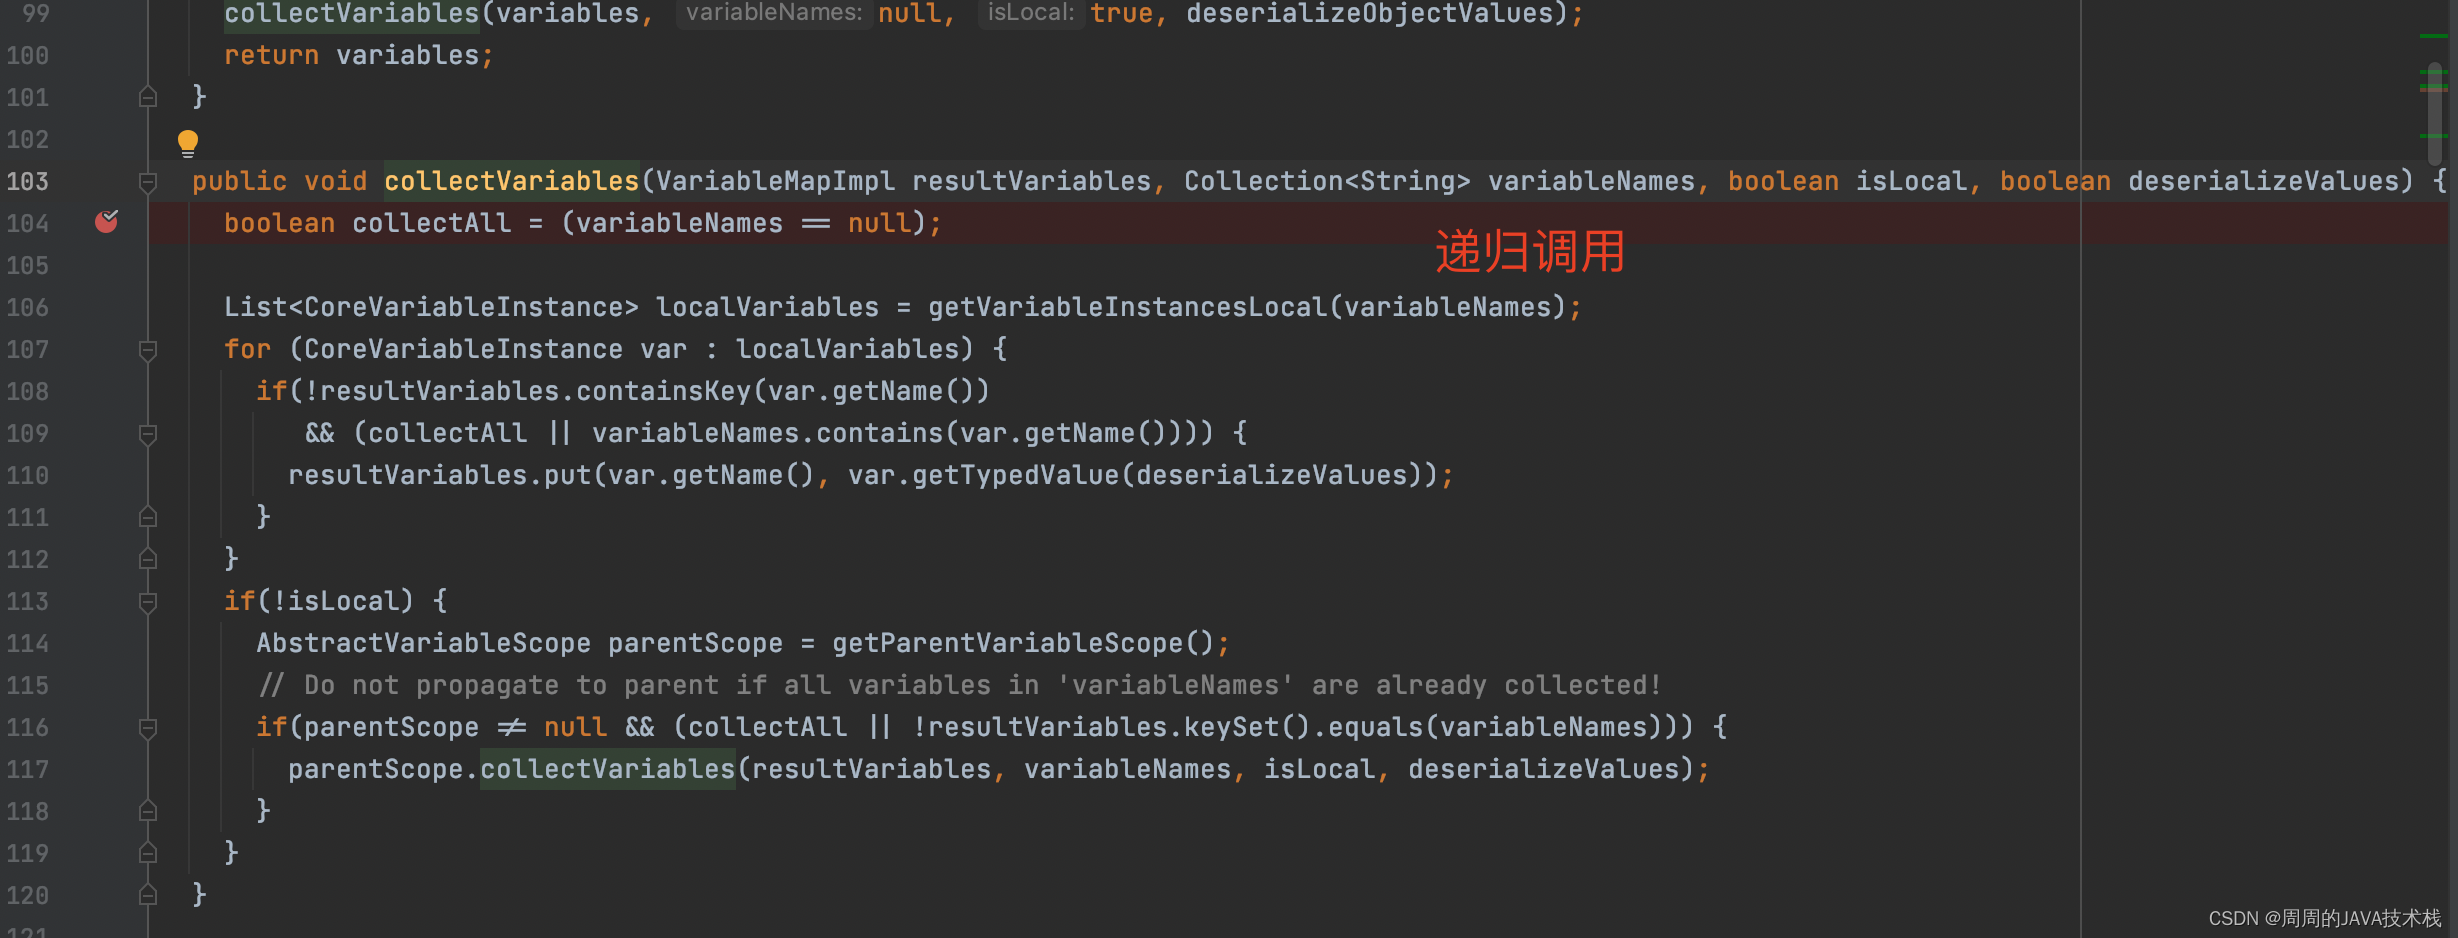 99 collectVariables(variables, variableNames: null, isLocal: true, deserializeObjectValues);
100 return variables;
101 }
102
103 public void collectVariables(VariableMapImpl resultVariables, Collection<String> variableNames, boolean isLocal, boolean deserializeValues) {
104 boolean collectAll = (variableNames == null);
递归调用
105
106 List<CoreVariableInstance> localVariables = getVariableInstancesLocal(variableNames);
107 for (CoreVariableInstance var : localVariables) {
108 if(!resultVariables.containsKey(var.getName())
109 && (collectAll || variableNames.contains(var.getName()))) {
110 resultVariables.put(var.getName(), var.getTypedValue(deserializeValues));
111 }
112 }
113 if(!isLocal) {
114 AbstractVariableScope parentScope = getParentVariableScope();
115 // Do not propagate to parent if all variables in 'variableNames' are already collected!
116 if(parentScope != null && (collectAll || !resultVariables.keySet().equals(variableNames))) {
117 parentScope.collectVariables(resultVariables, variableNames, isLocal, deserializeValues);
118 }
119 }
120 }
121
CSDN @周周的JAVA技术栈